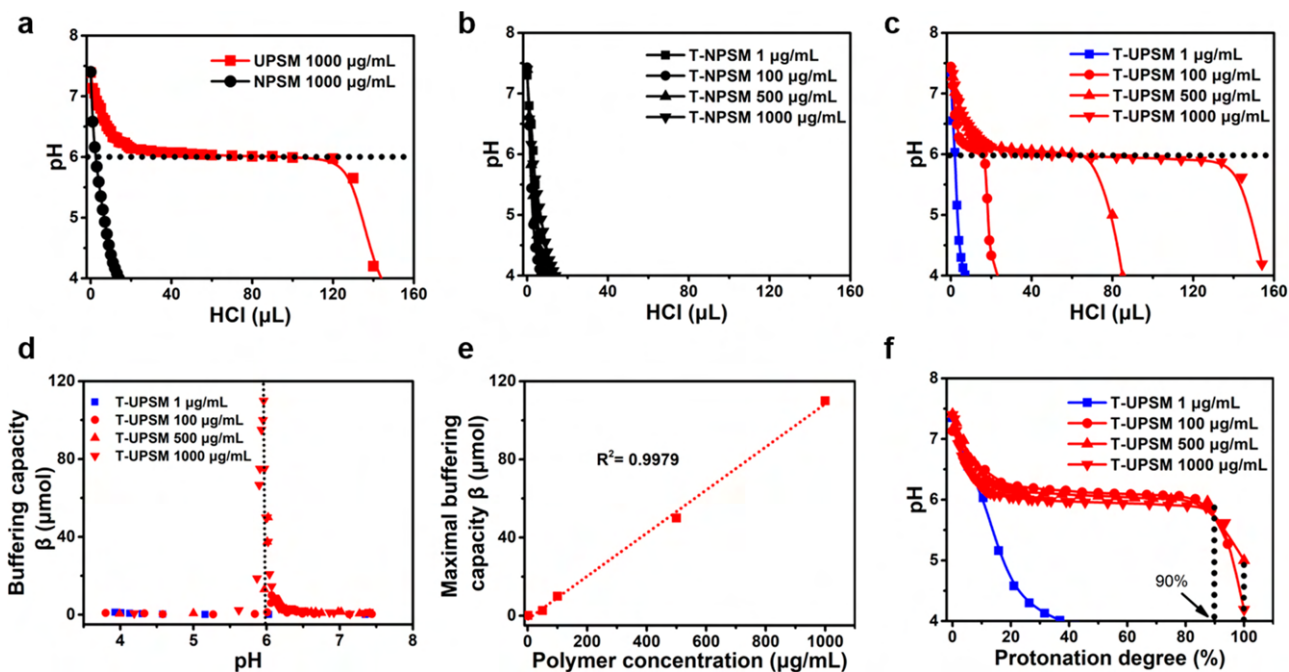 a
UPSM 1000 µg/mL
NPSM 1000 µg/mL
pH
8
7
6
5
4
0 40 80 120 160
HCl (µL)
b
T-NPSM 1 µg/mL
T-NPSM 100 µg/mL
T-NPSM 500 µg/mL
T-NPSM 1000 µg/mL
pH
8
7
6
5
4
0 40 80 120 160
HCl (µL)
c
T-UPSM 1 µg/mL
T-UPSM 100 µg/mL
T-UPSM 500 µg/mL
T-UPSM 1000 µg/mL
pH
8
7
6
5
4
0 40 80 120 160
HCl (µL)
d
T-UPSM 1 µg/mL
T-UPSM 100 µg/mL
T-UPSM 500 µg/mL
T-UPSM 1000 µg/mL
Buffering capacity
β (µmol)
120
80
40
0
4 5 6 7 8
pH
e
R²= 0.9979
Maximal buffering
capacity β (µmol)
120
80
40
0
0 200 400 600 800 1000
Polymer concentration (µg/mL)
f
T-UPSM 1 µg/mL
T-UPSM 100 µg/mL
T-UPSM 500 µg/mL
T-UPSM 1000 µg/mL
pH
8
7
6
5
4
90%
0 20 40 60 80 100
Protonation degree (%)